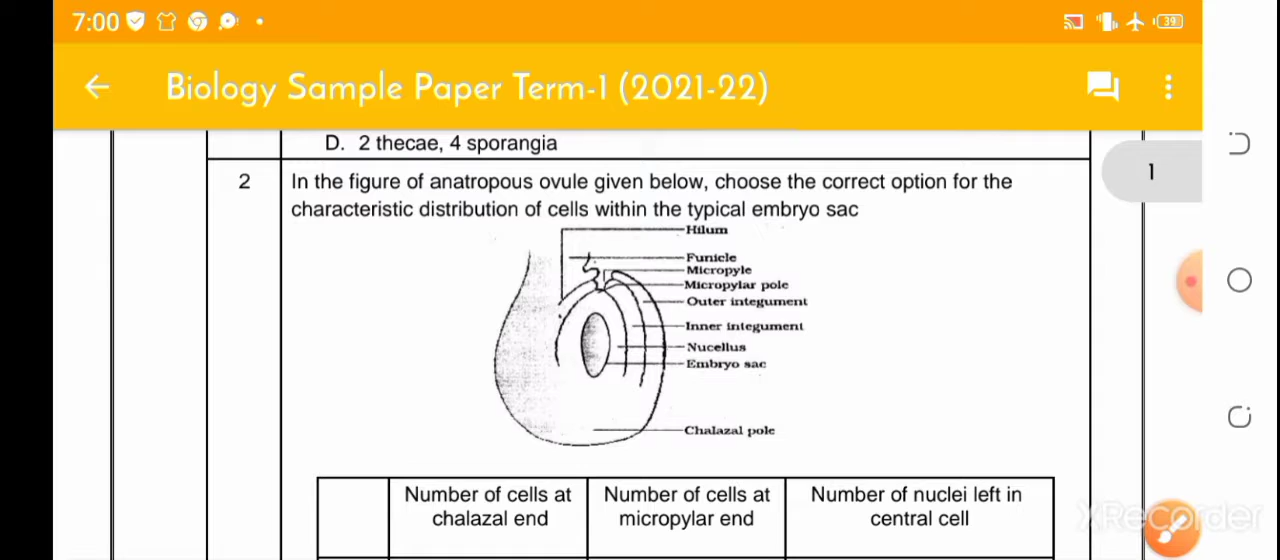 7:00
39
Biology Sample Paper Term-1 (2021-22)
D. 2 thecae, 4 sporangia
1
2
In the figure of anatropous ovule given below, choose the correct option for the
characteristic distribution of cells within the typical embryo sac
Hilum
Funicle
Micropyle
Micropylar pole
Outer integument
Inner integument
Nucellus
Embryo sac
Chalazal pole
Number of cells at
chalazal end
Number of cells at
micropylar end
Number of nuclei left in
central cell
XRecorder